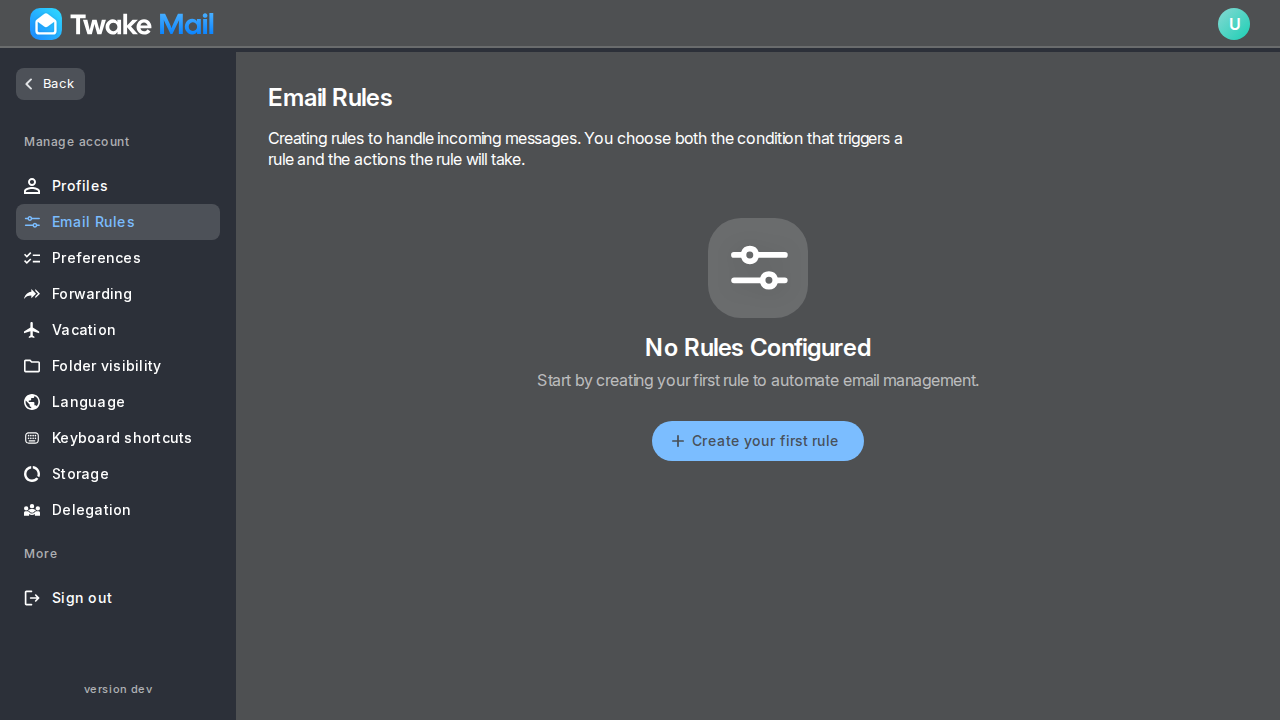 Twake Mail
U
Back
Manage account
Profiles
Email Rules
Preferences
Forwarding
Vacation
Folder visibility
Language
Keyboard shortcuts
Storage
Delegation
More
Sign out
version dev
Email Rules
Creating rules to handle incoming messages. You choose both the condition that triggers a
rule and the actions the rule will take.
No Rules Configured
Start by creating your first rule to automate email management.
Create your first rule